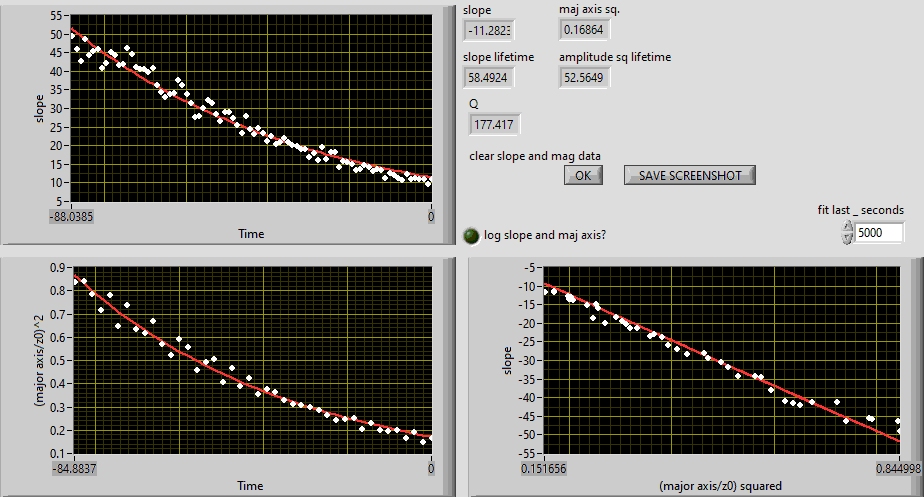 slope
-11.2823
maj axis sq.
0.16864
slope lifetime
58.4924
amplitude sq lifetime
52.5649
Q
177.417
clear slope and mag data
OK
SAVE SCREENSHOT
log slope and maj axis?
fit last _ seconds
5000
55
50
45
40
35
30
25
20
15
10
5
slope
-88.0385
0
Time
0.9
0.8
0.7
0.6
0.5
0.4
0.3
0.2
0.1
(major axis/z0)^2
-84.8837
0
Time
-5
-10
-15
-20
-25
-30
-35
-40
-45
-50
-55
slope
0.151656
0.844998
(major axis/z0) squared